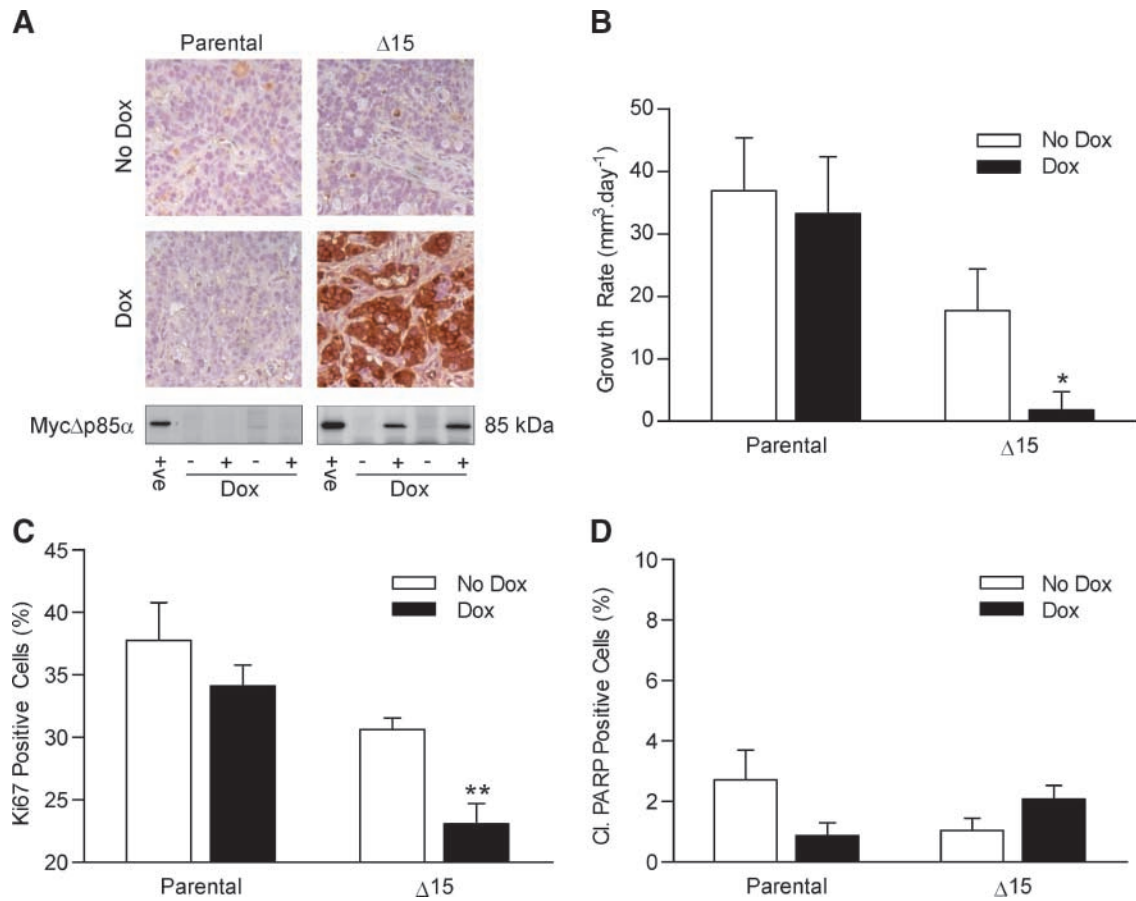 A
Parental
Δ15
No Dox
Dox
MycΔp85α
85 kDa
+ve - + - +
+ve - + - +
Dox
Dox
B
50
40
30
20
10
0
Growth Rate (mm³.day⁻¹)
No Dox
Dox
*
Parental
Δ15
C
45
40
35
30
25
20
Ki67 Positive Cells (%)
No Dox
Dox
**
Parental
Δ15
D
10
8
6
4
2
0
Cl. PARP Positive Cells (%)
No Dox
Dox
Parental
Δ15